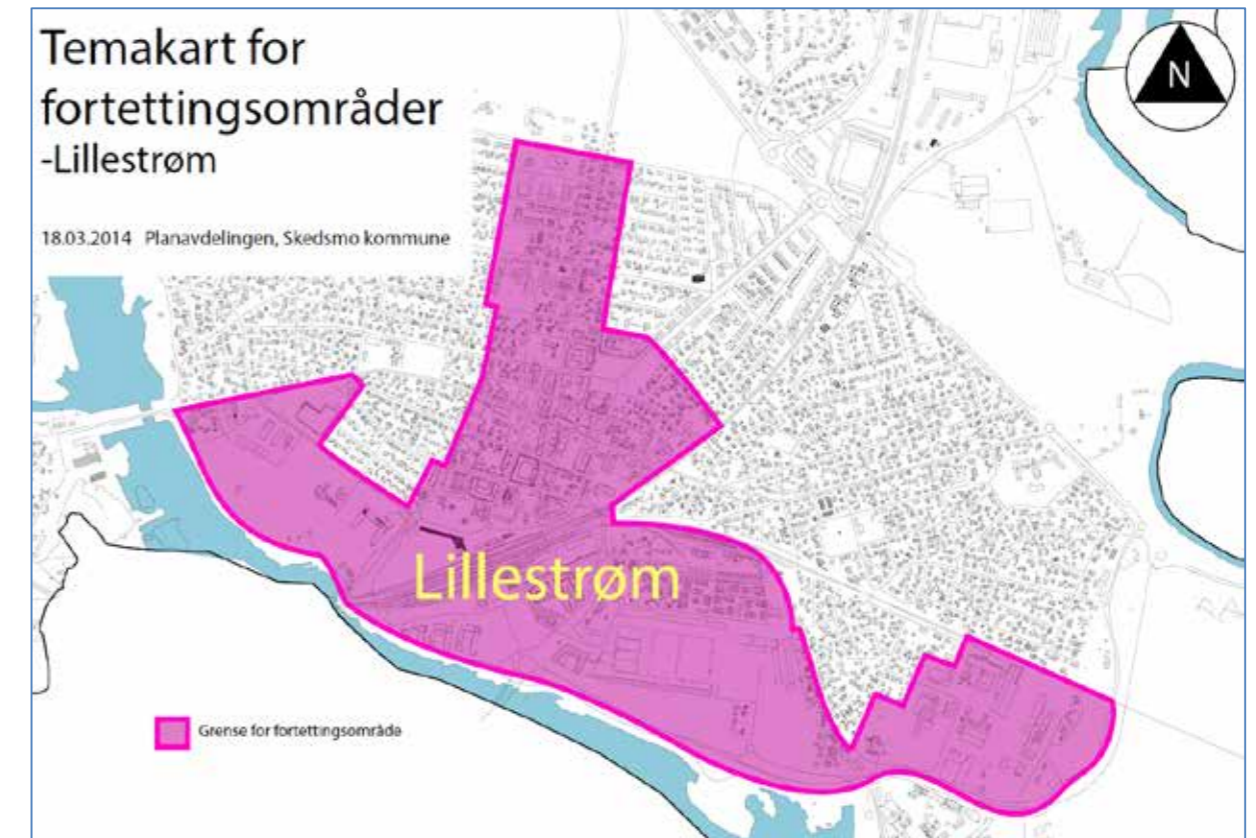 Temakart for
fortettingsområder
-Lillestrøm
18.03.2014 Planavdelingen, Skedsmo kommune
N
Lillestrøm
Grense for fortettingsområde